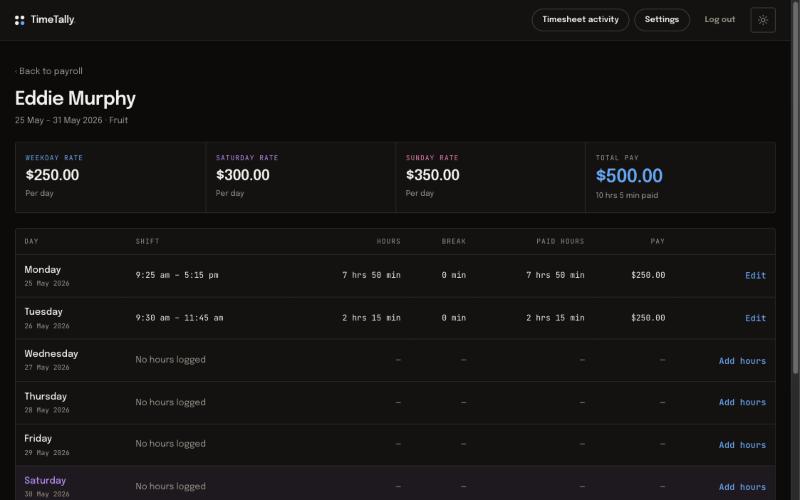 TimeTally
Timesheet activity
Settings
Log out
‹ Back to payroll
Eddie Murphy
25 May – 31 May 2026 · Fruit
WEEKDAY RATE
$250.00
Per day
SATURDAY RATE
$300.00
Per day
SUNDAY RATE
$350.00
Per day
TOTAL PAY
$500.00
10 hrs 5 min paid
DAY SHIFT HOURS BREAK PAID HOURS PAY
Monday
25 May 2026
9:25 am – 5:15 pm 7 hrs 50 min 0 min 7 hrs 50 min $250.00 Edit
Tuesday
26 May 2026
9:30 am – 11:45 am 2 hrs 15 min 0 min 2 hrs 15 min $250.00 Edit
Wednesday
27 May 2026
No hours logged — — — — Add hours
Thursday
28 May 2026
No hours logged — — — — Add hours
Friday
29 May 2026
No hours logged — — — — Add hours
Saturday
30 May 2026
No hours logged — — — — Add hours